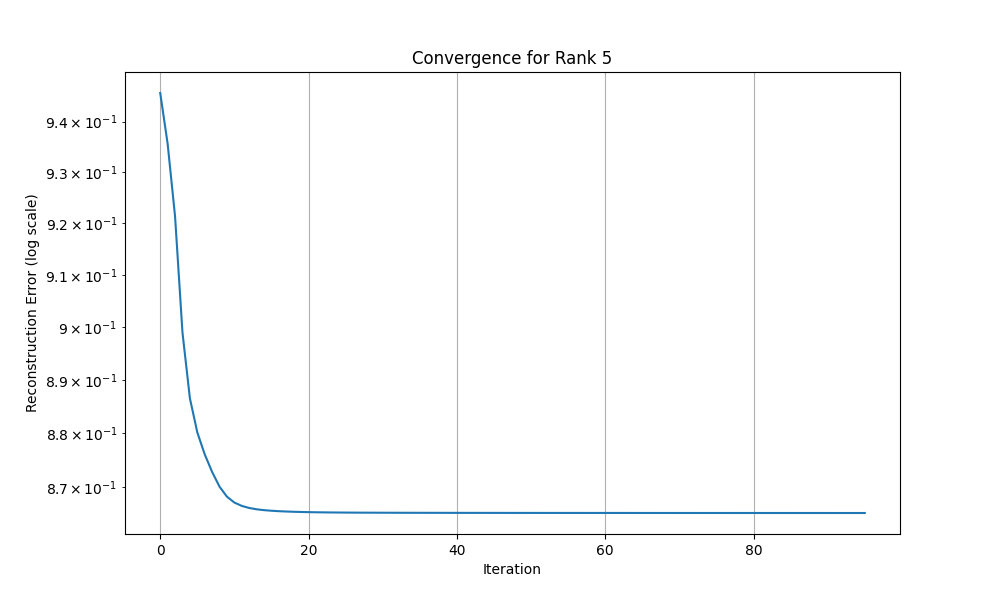 Convergence for Rank 5
Reconstruction Error (log scale)
9.4 × 10⁻¹
9.3 × 10⁻¹
9.2 × 10⁻¹
9.1 × 10⁻¹
9 × 10⁻¹
8.9 × 10⁻¹
8.8 × 10⁻¹
8.7 × 10⁻¹
0 20 40 60 80
Iteration